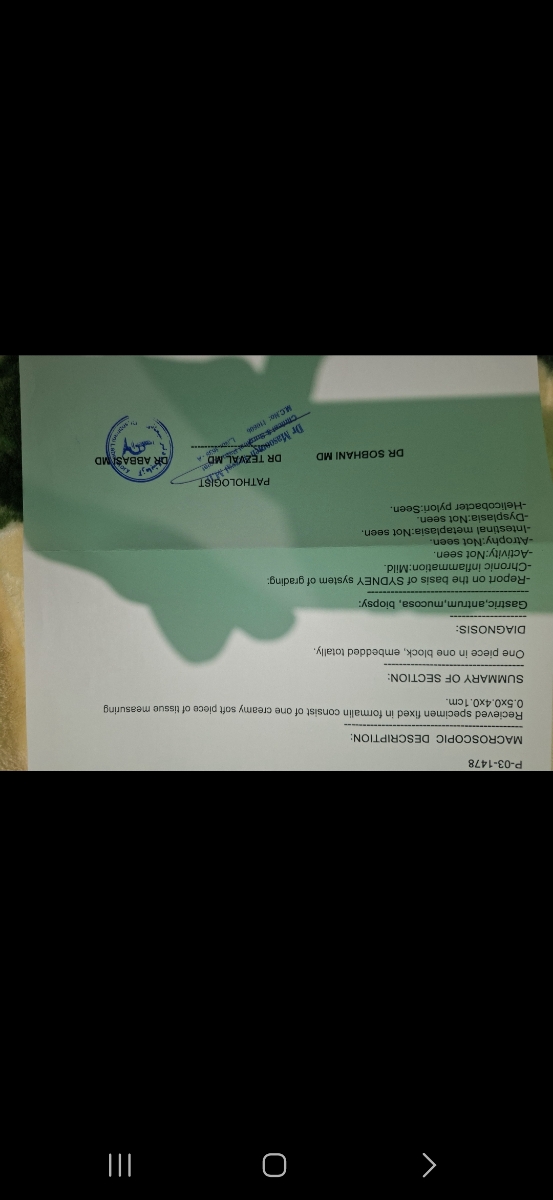 P-03-1478
MACROSCOPIC DESCRIPTION:
Recieved specimen fixed in formalin consist of one creamy soft piece of tissue measuring
0.5x0.4x0.1cm.
SUMMARY OF SECTION:
One piece in one block, embedded totally.
DIAGNOSIS:
Gastric,antrum,mucosa, biopsy:
-Report on the basis of SYDNEY system of grading:
-Chronic inflammation:Mild.
-Activity:Not seen.
-Atrophy:Not seen.
-Intestinal metaplasia:Not seen.
-Dysplasia:Not seen.
-Helicobacter pylori:Seen.
PATHOLOGIST
DR SOBHANI MD DR TEZVAL MD DR ABBASI MD